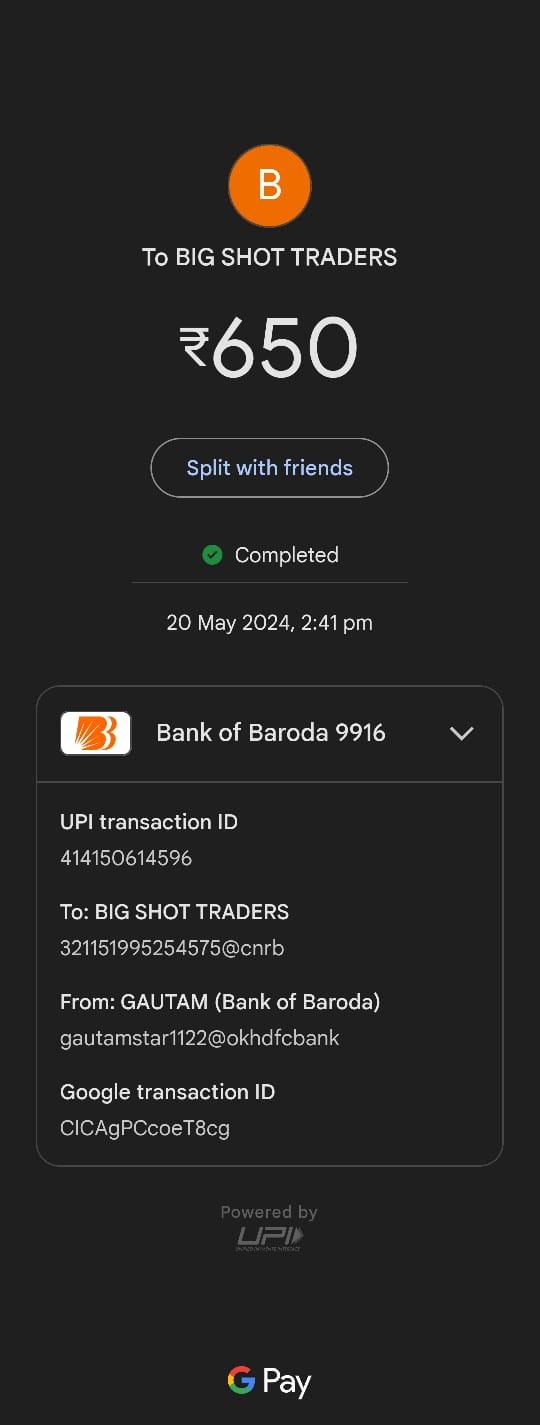 B
To BIG SHOT TRADERS
₹650
Split with friends
Completed
20 May 2024, 2:41 pm
Bank of Baroda 9916
UPI transaction ID
414150614596
To: BIG SHOT TRADERS
321151995254575@cnrb
From: GAUTAM (Bank of Baroda)
gautamstar1122@okhdfcbank
Google transaction ID
CICAgPCcoeT8cg
Powered by
UPI
UNIFIED PAYMENTS INTERFACE
G Pay